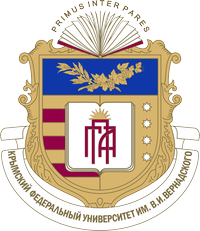 PRIMUS INTER PARES
КРЫМСКИЙ ФЕДЕРАЛЬНЫЙ УНИВЕРСИТЕТ ИМ. В.И. ВЕРНАДСКОГО